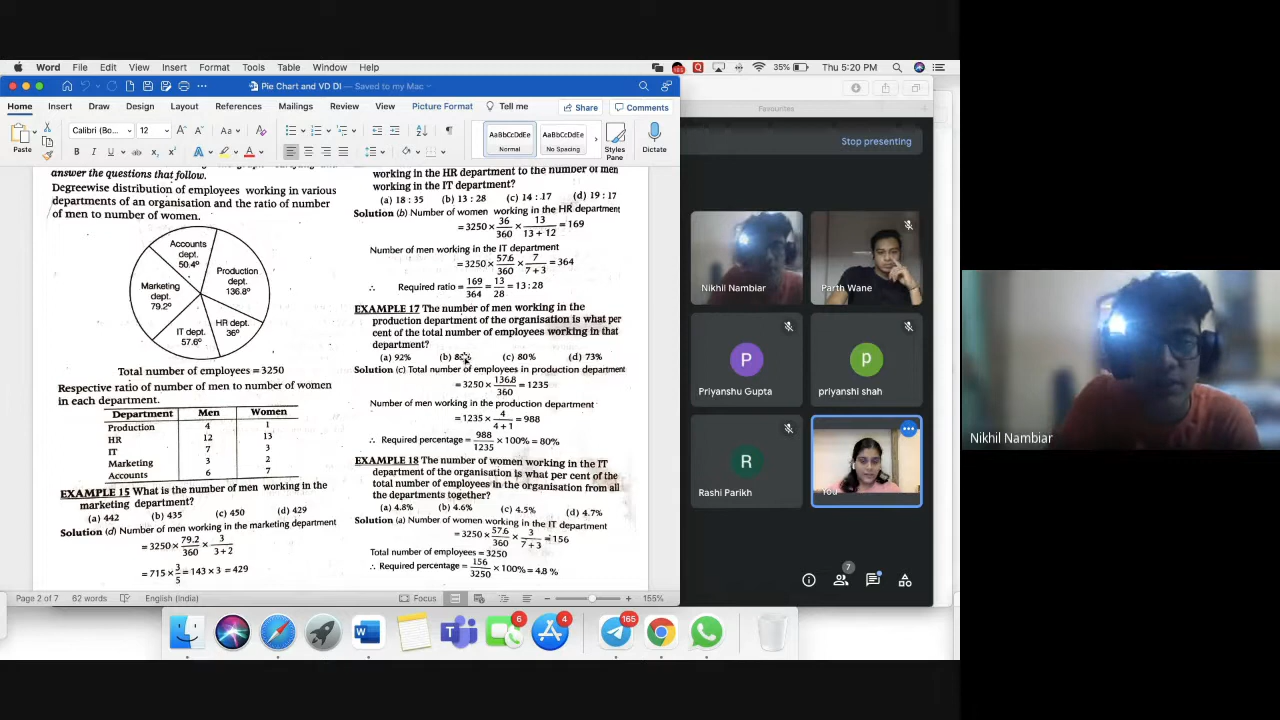 Word File Edit View Insert Format Tools Table Window Help
35% Thu 5:20 PM
Pie Chart and VD DI — Saved to my Mac
Home Insert Draw Design Layout References Mailings Review View Picture Format Tell me Share Comments
Paste Calibri (Bo... 12 AaBbCcDdEe Normal AaBbCcDdEe No Spacing Styles Pane Dictate
answer the questions that follow.
Degreewise distribution of employees working in various
departments of an organisation and the ratio of number
of men to number of women.
Accounts
dept.
50.4º
Production
dept.
136.8º
Marketing
dept.
79.2º
HR dept.
36º
IT dept.
57.6º
Total number of employees = 3250
Respective ratio of number of men to number of women
in each department.
Department Men Women
Production 4 1
HR 12 13
IT 7 3
Marketing 3 2
Accounts 6 7
EXAMPLE 15 What is the number of men working in the
marketing department?
(a) 442 (b) 435 (c) 450 (d) 429
Solution (d) Number of men working in the marketing department
= 3250 × 79.2/360 × 3/3 + 2
= 715 × 3/5 = 143 × 3 = 429
working in the HR department to the number of men
working in the IT department?
(a) 18 : 35 (b) 13 : 28 (c) 14 : 17 (d) 19 : 17
Solution (b) Number of women working in the HR department
= 3250 × 36/360 × 13/13 + 12 = 169
Number of men working in the IT department
= 3250 × 57.6/360 × 7/7 + 3 = 364
∴ Required ratio = 169/364 = 13/28 = 13 : 28
EXAMPLE 17 The number of men working in the
production department of the organisation is what per
cent of the total number of employees working in that
department?
(a) 92% (b) (c) 80% (d) 73%
Solution (c) Total number of employees in production department
= 3250 × 136.8/360 = 1235
Number of men working in the production department
= 1235 × 4/4 + 1 = 988
∴ Required percentage = 988/1235 × 100% = 80%
EXAMPLE 18 The number of women working in the IT
department of the organisation is what per cent of the
total number of employees in the organisation from all
the departments together?
(a) 4.8% (b) 4.6% (c) 4.5% (d) 4.7%
Solution (a) Number of women working in the IT department
= 3250 × 57.6/360 × 3/7 + 3 = 156
Total number of employees = 3250
∴ Required percentage = 156/3250 × 100% = 4.8 %
Page 2 of 7 62 words English (India) Focus 155%
Favourites
Stop presenting
Nikhil Nambiar
Parth Wane
P
Priyanshu Gupta
p
priyanshi shah
R
Rashi Parikh
You
7
6 4 165
Nikhil Nambiar